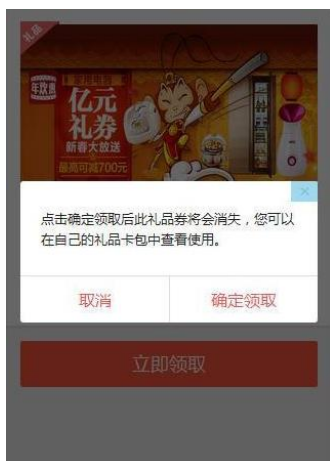 礼品
年欢惠
亿元
礼券
新春大放送
最高可减700元
点击确定领取后此礼品券将会消失，您可以
在自己的礼品卡包中查看使用。
取消
确定领取
立即领取